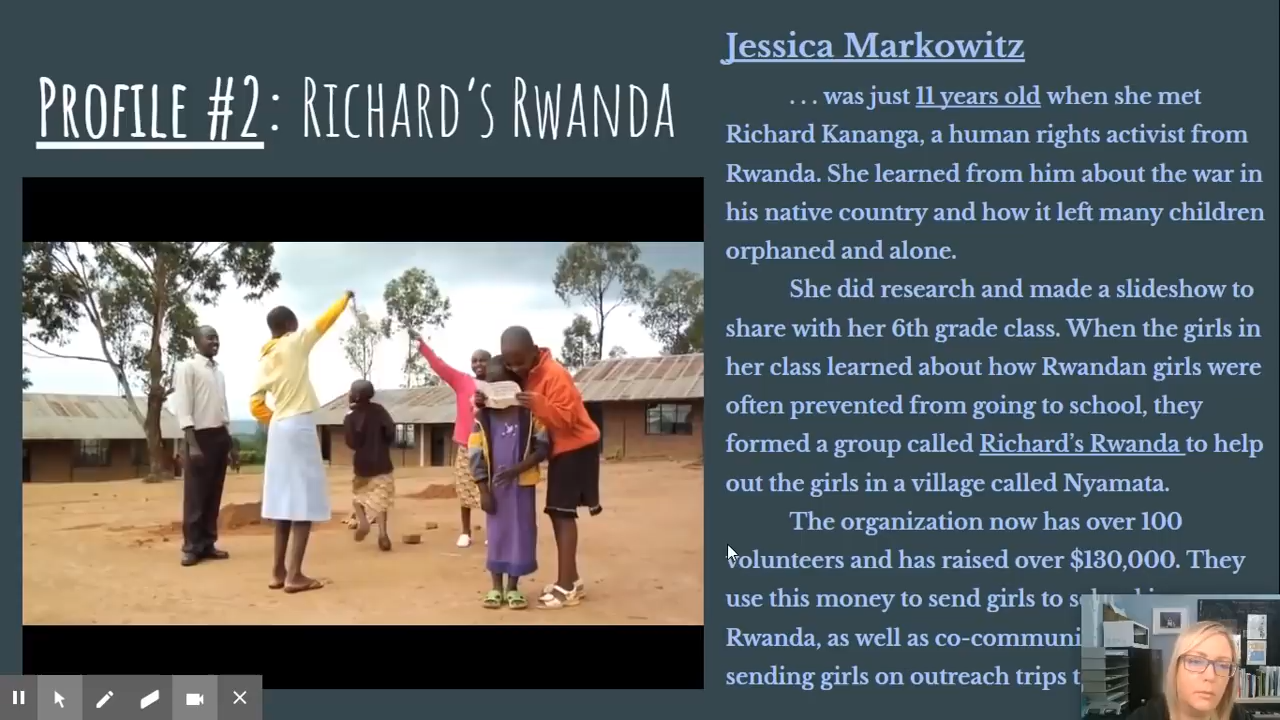 Profile #2: Richard's Rwanda
Jessica Markowitz
. . . was just 11 years old when she met
Richard Kananga, a human rights activist from
Rwanda. She learned from him about the war in
his native country and how it left many children
orphaned and alone.
She did research and made a slideshow to
share with her 6th grade class. When the girls in
her class learned about how Rwandan girls were
often prevented from going to school, they
formed a group called Richard's Rwanda to help
out the girls in a village called Nyamata.
The organization now has over 100
volunteers and has raised over $130,000. They
use this money to send girls to
Rwanda, as well as
sending girls on outreach trips